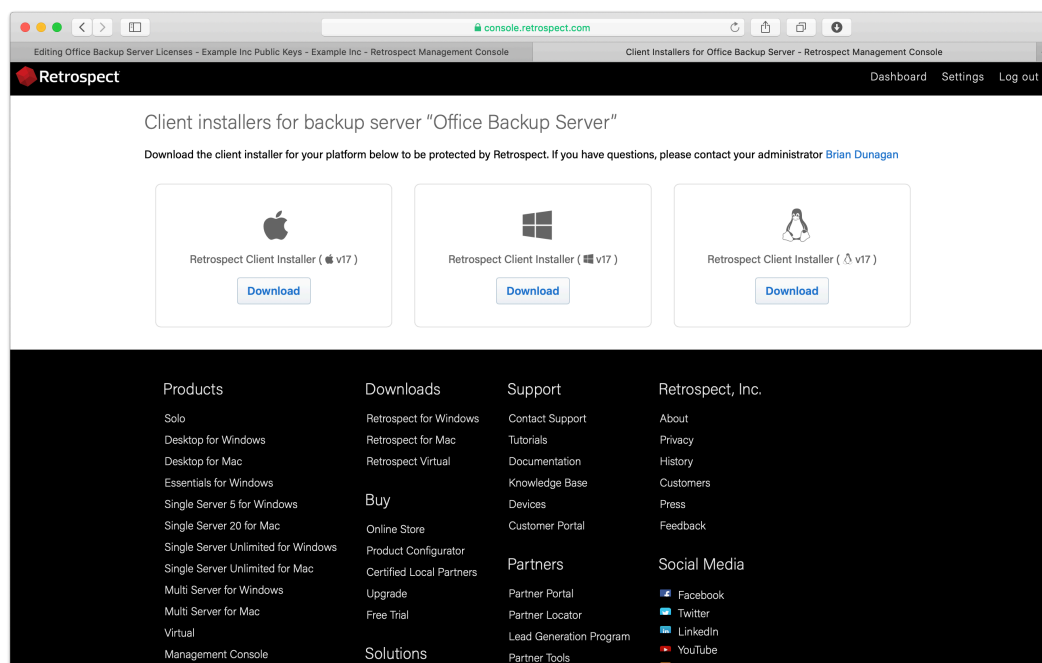 console.retrospect.com
Editing Office Backup Server Licenses - Example Inc Public Keys - Example Inc - Retrospect Management Console
Client Installers for Office Backup Server - Retrospect Management Console
Retrospect
Dashboard Settings Log out
Client installers for backup server “Office Backup Server”
Download the client installer for your platform below to be protected by Retrospect. If you have questions, please contact your administrator Brian Dunagan
Retrospect Client Installer ( v17 )
Download
Retrospect Client Installer ( v17 )
Download
Retrospect Client Installer ( v17 )
Download
Products
Solo
Desktop for Windows
Desktop for Mac
Essentials for Windows
Single Server 5 for Windows
Single Server 20 for Mac
Single Server Unlimited for Windows
Single Server Unlimited for Mac
Multi Server for Windows
Multi Server for Mac
Virtual
Management Console
Downloads
Retrospect for Windows
Retrospect for Mac
Retrospect Virtual
Buy
Online Store
Product Configurator
Certified Local Partners
Upgrade
Free Trial
Solutions
Support
Contact Support
Tutorials
Documentation
Knowledge Base
Devices
Customer Portal
Partners
Partner Portal
Partner Locator
Lead Generation Program
Partner Tools
Retrospect, Inc.
About
Privacy
History
Customers
Press
Feedback
Social Media
Facebook
Twitter
LinkedIn
YouTube